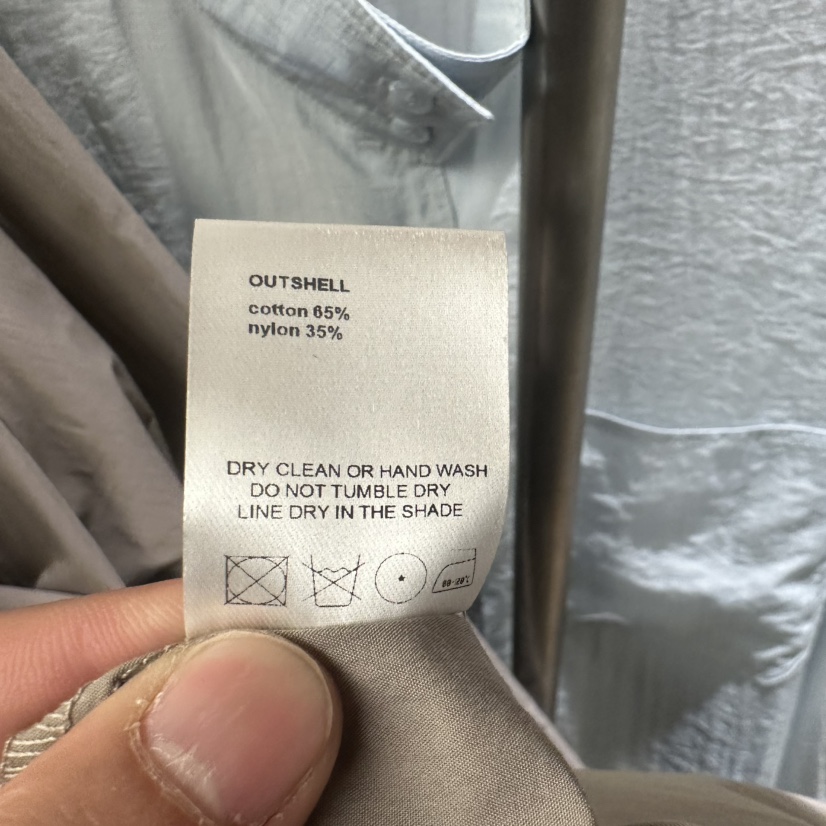 OUTSHELL
cotton 65%
nylon 35%
DRY CLEAN OR HAND WASH
DO NOT TUMBLE DRY
LINE DRY IN THE SHADE